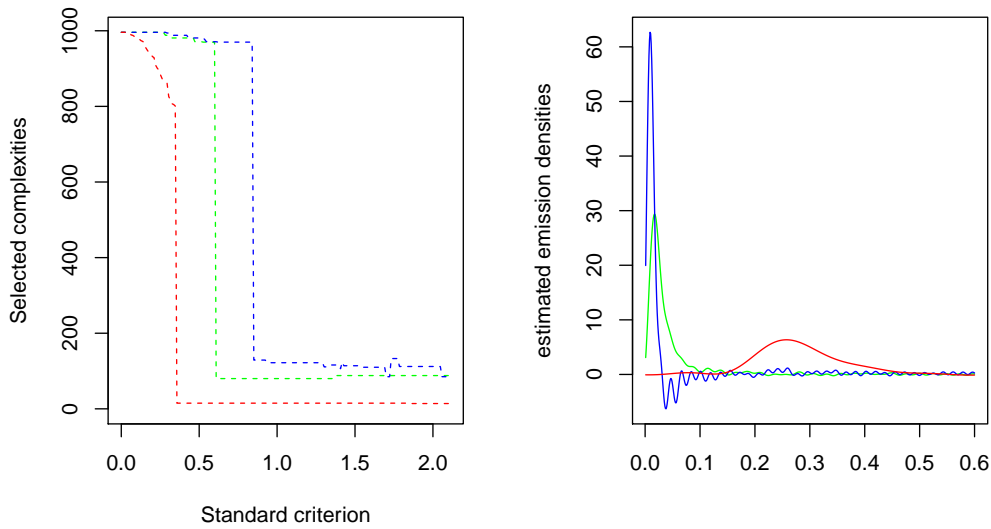 Selected complexities
1000
800
600
400
200
0
0.0 0.5 1.0 1.5 2.0
Standard criterion
estimated emission densities
60
50
40
30
20
10
0
0.0 0.1 0.2 0.3 0.4 0.5 0.6